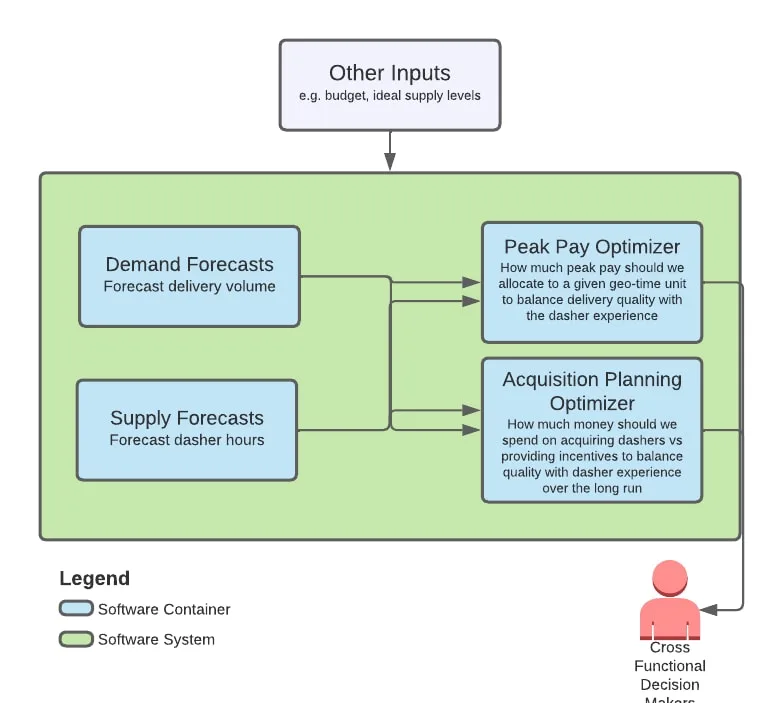 Other Inputs
e.g. budget, ideal supply levels
Demand Forecasts
Forecast delivery volume
Supply Forecasts
Forecast dasher hours
Peak Pay Optimizer
How much peak pay should we
allocate to a given geo-time unit
to balance delivery quality with
the dasher experience
Acquisition Planning
Optimizer
How much money should we
spend on acquiring dashers vs
providing incentives to balance
quality with dasher experience
over the long run
Legend
Software Container
Software System
Cross
Functional
Decision
Makers